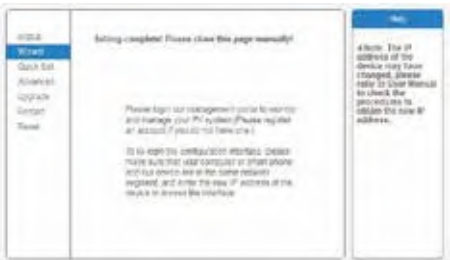 Status
Wizard
Quick Set
Advanced
Upgrade
Restart
Reset
Setting complete! Please close this page manually!
Please login our management portal to monitor
and manage your PV system (Please register
an account if you do not have one.)
To re-login the configuration interface, please
make sure that your computer or smart phone
and our device are in the same network
segment, and enter the new IP address of the
device to access the interface.
Help
★Note: The IP
address of the
device may have
changed, please
refer to User Manual
to check the
procedures to
obtain the new IP
address.